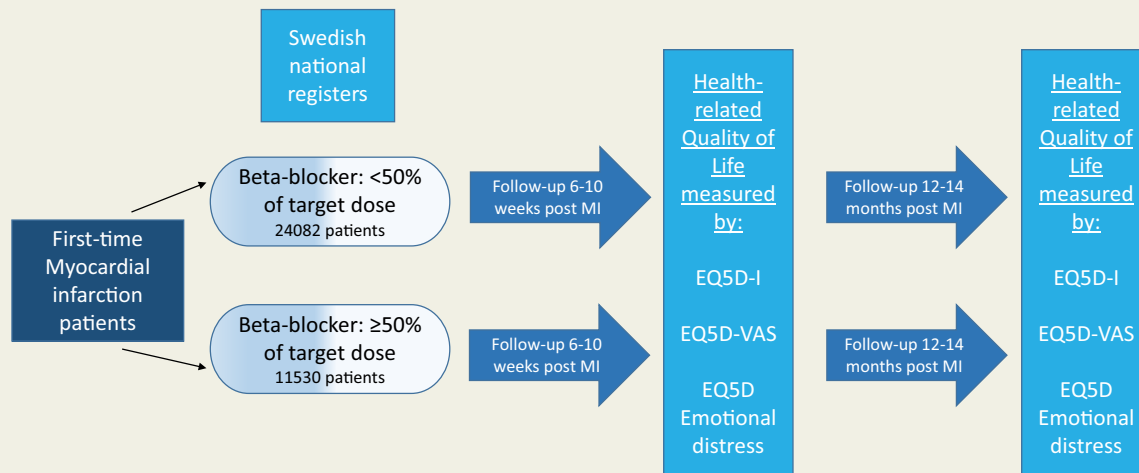 Swedish
national
registers
First-time
Myocardial
infarction
patients
Beta-blocker: <50%
of target dose
24082 patients
Beta-blocker: ≥50%
of target dose
11530 patients
Follow-up 6-10
weeks post MI
Follow-up 6-10
weeks post MI
Health-
related
Quality of
Life
measured
by:
EQ5D-I
EQ5D-VAS
EQ5D
Emotional
distress
Follow-up 12-14
months post MI
Follow-up 12-14
months post MI
Health-
related
Quality of
Life
measured
by:
EQ5D-I
EQ5D-VAS
EQ5D
Emotional
distress